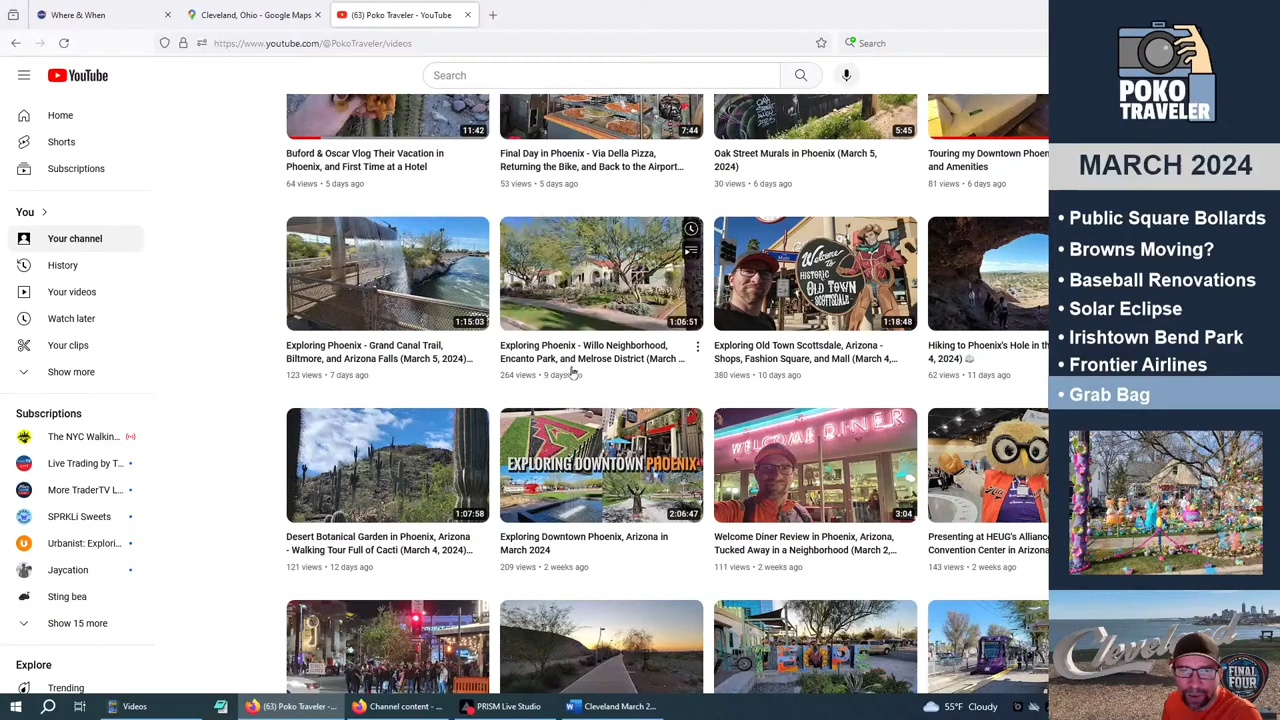 Where & When
Cleveland, Ohio - Google Maps
(63) Poko Traveler - YouTube
https://www.youtube.com/@PokoTraveler/videos
Search
YouTube
Search
Home
Shorts
Subscriptions
You
Your channel
History
Your videos
Watch later
Your clips
Show more
Subscriptions
The NYC Walkin...
Live Trading by T...
More TraderTV L...
SPRKLi Sweets
Urbanist: Explori...
Jaycation
Sting bea
Show 15 more
Explore
Trending
11:42
Buford & Oscar Vlog Their Vacation in
Phoenix, and First Time at a Hotel
64 views • 5 days ago
7:44
Final Day in Phoenix - Via Della Pizza,
Returning the Bike, and Back to the Airport...
53 views • 5 days ago
5:45
Oak Street Murals in Phoenix (March 5,
2024)
30 views • 6 days ago
Touring my Downtown Phoen
and Amenities
81 views • 6 days ago
1:15:03
Exploring Phoenix - Grand Canal Trail,
Biltmore, and Arizona Falls (March 5, 2024)...
123 views • 7 days ago
1:06:51
Exploring Phoenix - Willo Neighborhood,
Encanto Park, and Melrose District (March ...
264 views • 9 days ago
Welcome to
HISTORIC
OLD TOWN
SCOTTSDALE
1:18:48
Exploring Old Town Scottsdale, Arizona -
Shops, Fashion Square, and Mall (March 4,...
380 views • 10 days ago
Hiking to Phoenix's Hole in th
4, 2024)
62 views • 11 days ago
1:07:58
Desert Botanical Garden in Phoenix, Arizona
- Walking Tour Full of Cacti (March 4, 2024)...
121 views • 12 days ago
EXPLORING DOWNTOWN PHOENIX
2:06:47
Exploring Downtown Phoenix, Arizona in
March 2024
209 views • 2 weeks ago
WELCOME DINER
3:04
Welcome Diner Review in Phoenix, Arizona,
Tucked Away in a Neighborhood (March 2,...
111 views • 2 weeks ago
Presenting at HEUG's Alliance
Convention Center in Arizona
143 views • 2 weeks ago
POKO
TRAVELER
MARCH 2024
• Public Square Bollards
• Browns Moving?
• Baseball Renovations
• Solar Eclipse
• Irishtown Bend Park
• Frontier Airlines
• Grab Bag
Cleveland
FINAL
FOUR
Videos
(63) Poko Traveler -...
Channel content - ...
PRISM Live Studio
Cleveland March 2...
55°F Cloudy